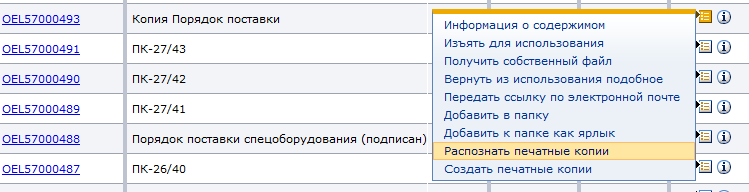 OEL57000493 Копия Порядок поставки
OEL57000491 ПК-27/43
OEL57000490 ПК-27/42
OEL57000489 ПК-27/41
OEL57000488 Порядок поставки спецоборудования (подписан)
OEL57000487 ПК-26/40
Информация о содержимом
Изъять для использования
Получить собственный файл
Вернуть из использования подобное
Передать ссылку по электронной почте
Добавить в папку
Добавить к папке как ярлык
Распознать печатные копии
Создать печатные копии